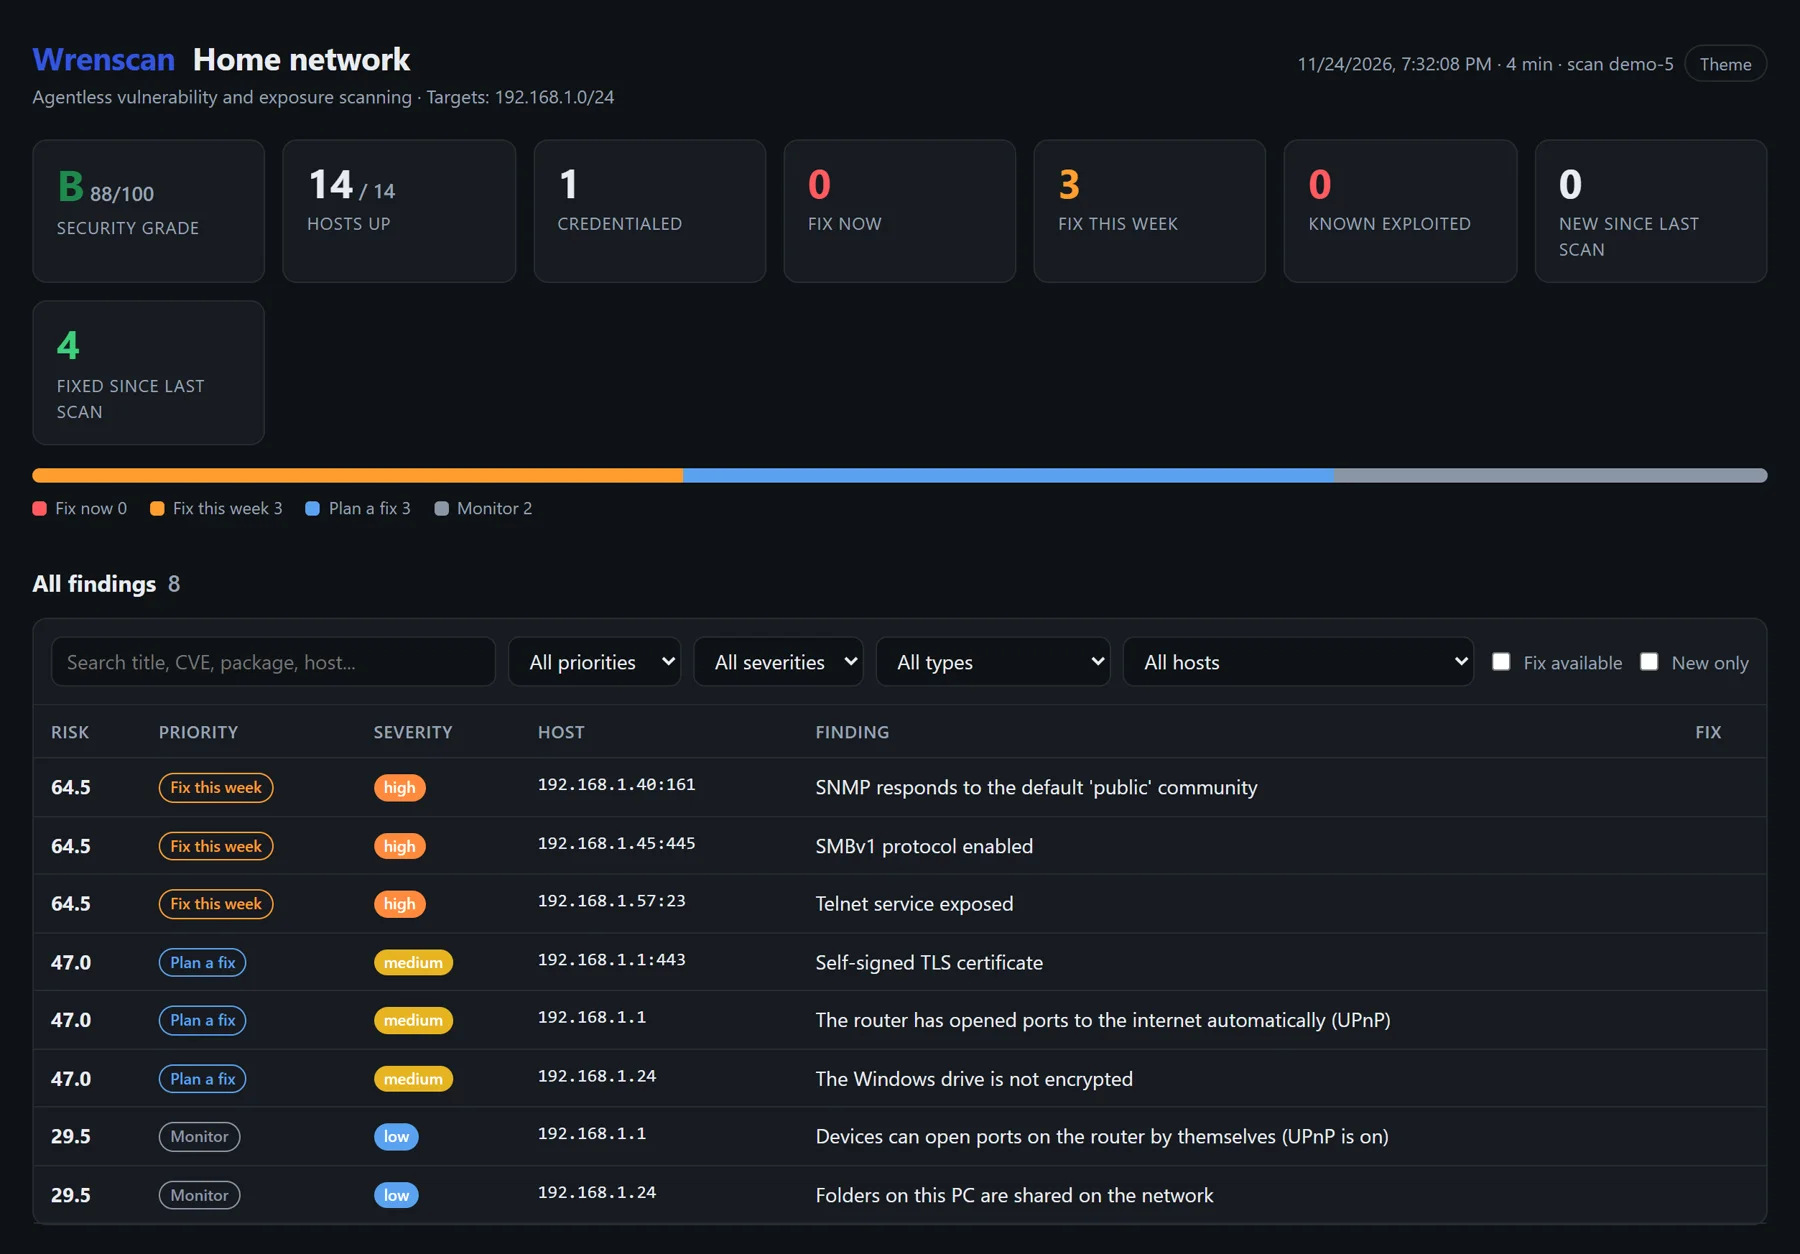 Wrenscan Home network
11/24/2026, 7:32:08 PM · 4 min · scan demo-5 Theme
Agentless vulnerability and exposure scanning · Targets: 192.168.1.0/24
B 88/100
SECURITY GRADE
14 / 14
HOSTS UP
1
CREDENTIALED
0
FIX NOW
3
FIX THIS WEEK
0
KNOWN EXPLOITED
0
NEW SINCE LAST
SCAN
4
FIXED SINCE LAST
SCAN
Fix now 0 Fix this week 3 Plan a fix 3 Monitor 2
All findings 8
Search title, CVE, package, host... All priorities All severities All types All hosts Fix available New only
RISK PRIORITY SEVERITY HOST FINDING FIX
64.5 Fix this week high 192.168.1.40:161 SNMP responds to the default 'public' community
64.5 Fix this week high 192.168.1.45:445 SMBv1 protocol enabled
64.5 Fix this week high 192.168.1.57:23 Telnet service exposed
47.0 Plan a fix medium 192.168.1.1:443 Self-signed TLS certificate
47.0 Plan a fix medium 192.168.1.1 The router has opened ports to the internet automatically (UPnP)
47.0 Plan a fix medium 192.168.1.24 The Windows drive is not encrypted
29.5 Monitor low 192.168.1.1 Devices can open ports on the router by themselves (UPnP is on)
29.5 Monitor low 192.168.1.24 Folders on this PC are shared on the network